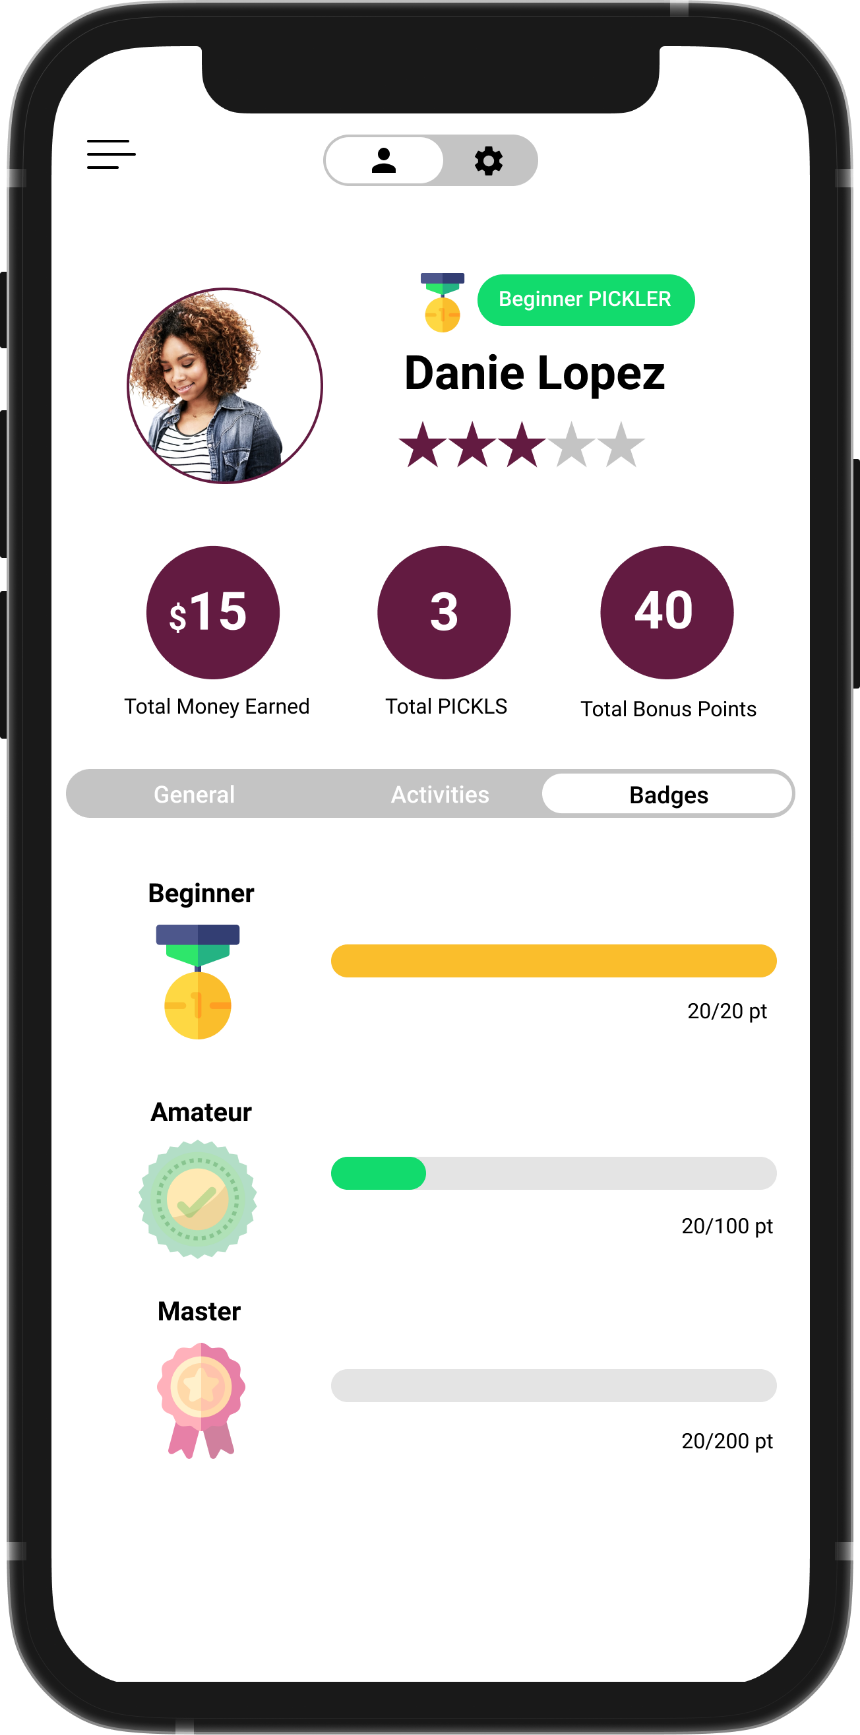 Beginner PICKLER
Danie Lopez
$15
3
40
Total Money Earned
Total PICKLS
Total Bonus Points
General
Activities
Badges
Beginner
1
20/20 pt
Amateur
20/100 pt
Master
20/200 pt